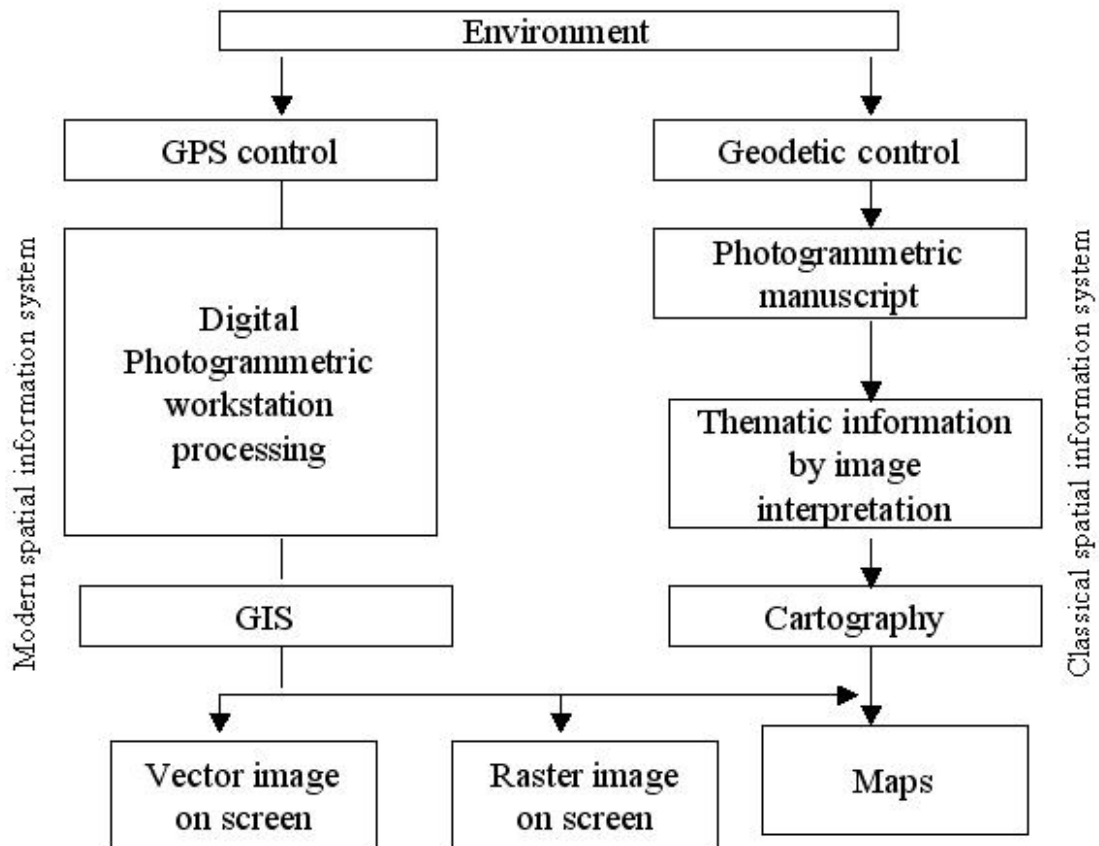 Environment
GPS control
Geodetic control
Modern spatial information system
Digital
Photogrammetric
workstation
processing
Photogrammetric
manuscript
Classical spatial information system
Thematic information
by image
interpretation
GIS
Cartography
Vector image
on screen
Raster image
on screen
Maps